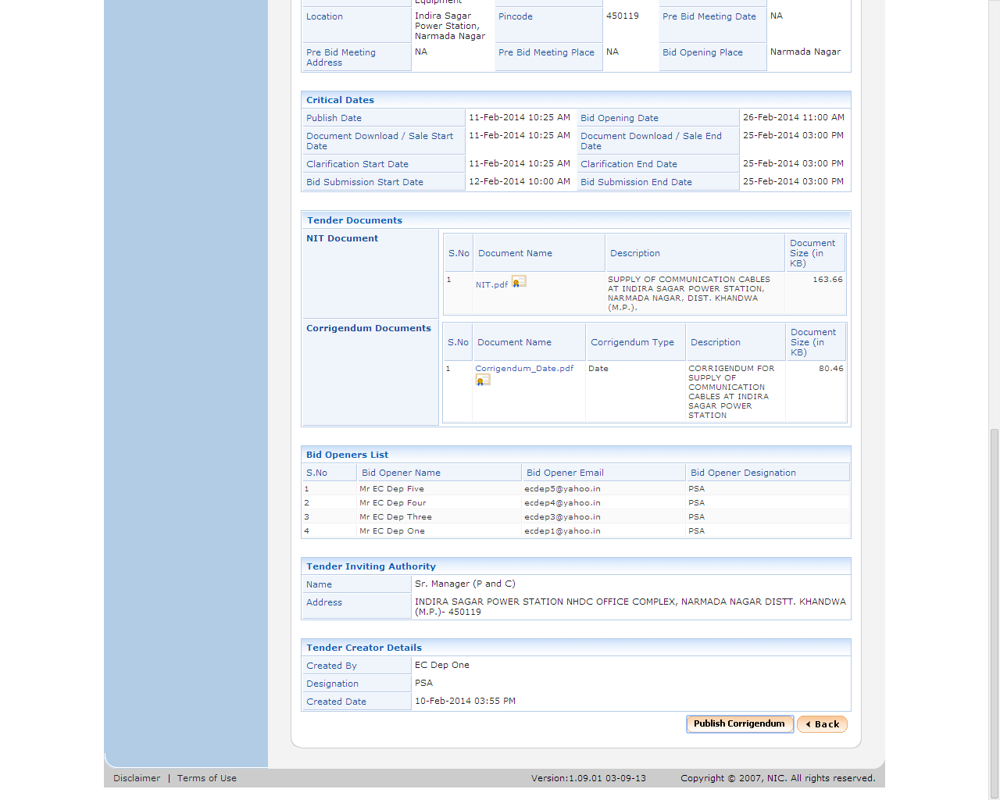 Equipment
Location Indira Sagar Pincode 450119 Pre Bid Meeting Date NA
Power Station,
Narmada Nagar
Pre Bid Meeting NA Pre Bid Meeting Place NA Bid Opening Place Narmada Nagar
Address
Critical Dates
Publish Date 11-Feb-2014 10:25 AM Bid Opening Date 26-Feb-2014 11:00 AM
Document Download / Sale Start 11-Feb-2014 10:25 AM Document Download / Sale End 25-Feb-2014 03:00 PM
Date Date
Clarification Start Date 11-Feb-2014 10:25 AM Clarification End Date 25-Feb-2014 03:00 PM
Bid Submission Start Date 12-Feb-2014 10:00 AM Bid Submission End Date 25-Feb-2014 03:00 PM
Tender Documents
NIT Document
S.No Document Name Description Document
Size (in
KB)
1 NIT.pdf SUPPLY OF COMMUNICATION CABLES 163.66
AT INDIRA SAGAR POWER STATION,
NARMADA NAGAR, DIST. KHANDWA
(M.P.).
Corrigendum Documents
S.No Document Name Corrigendum Type Description Document
Size (in
KB)
1 Corrigendum_Date.pdf Date CORRIGENDUM FOR 80.46
SUPPLY OF
COMMUNICATION
CABLES AT INDIRA
SAGAR POWER
STATION
Bid Openers List
S.No Bid Opener Name Bid Opener Email Bid Opener Designation
1 Mr EC Dep Five ecdep5@yahoo.in PSA
2 Mr EC Dep Four ecdep4@yahoo.in PSA
3 Mr EC Dep Three ecdep3@yahoo.in PSA
4 Mr EC Dep One ecdep1@yahoo.in PSA
Tender Inviting Authority
Name Sr. Manager (P and C)
Address INDIRA SAGAR POWER STATION NHDC OFFICE COMPLEX, NARMADA NAGAR DISTT. KHANDWA
(M.P.)- 450119
Tender Creator Details
Created By EC Dep One
Designation PSA
Created Date 10-Feb-2014 03:55 PM
Publish Corrigendum Back
Disclaimer | Terms of Use Version:1.09.01 03-09-13 Copyright © 2007, NIC. All rights reserved.